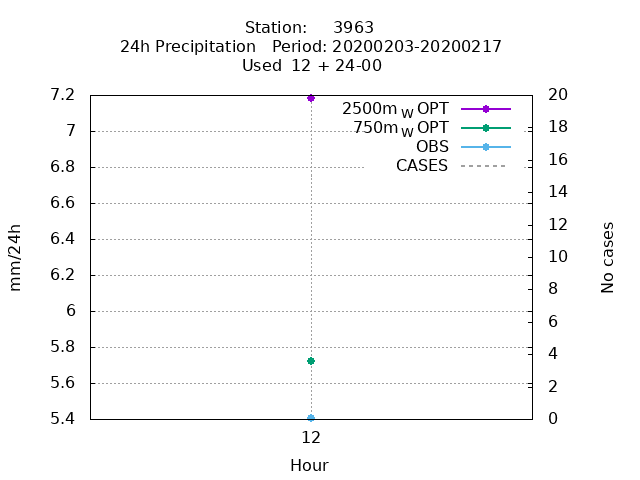 Station: 3963
24h Precipitation Period: 20200203-20200217
Used 12 + 24-00
7.2
7
6.8
6.6
6.4
6.2
6
5.8
5.6
5.4
mm/24h
2500m W OPT
750m W OPT
OBS
CASES
20
18
16
14
12
10
8
6
4
2
0
No cases
12
Hour